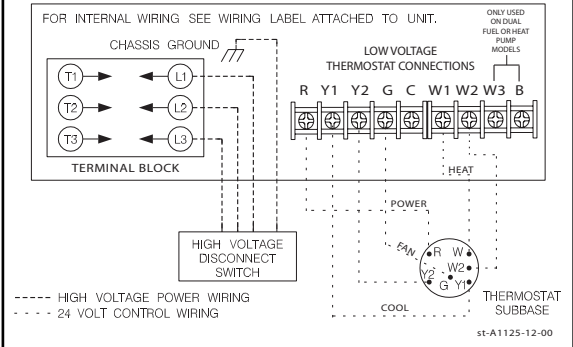 FOR INTERNAL WIRING SEE WIRING LABEL ATTACHED TO UNIT.
ONLY USED
ON DUAL
FUEL OR HEAT
PUMP
MODELS
CHASSIS GROUND
LOW VOLTAGE
THERMOSTAT CONNECTIONS
R Y1 Y2 G C W1 W2 W3 B
T1 L1
T2 L2
T3 L3
TERMINAL BLOCK
HEAT
POWER
HIGH VOLTAGE
DISCONNECT
SWITCH
FAN
R W
Y2 W2
G Y1
COOL
THERMOSTAT
SUBBASE
HIGH VOLTAGE POWER WIRING
24 VOLT CONTROL WIRING
st-A1125-12-00